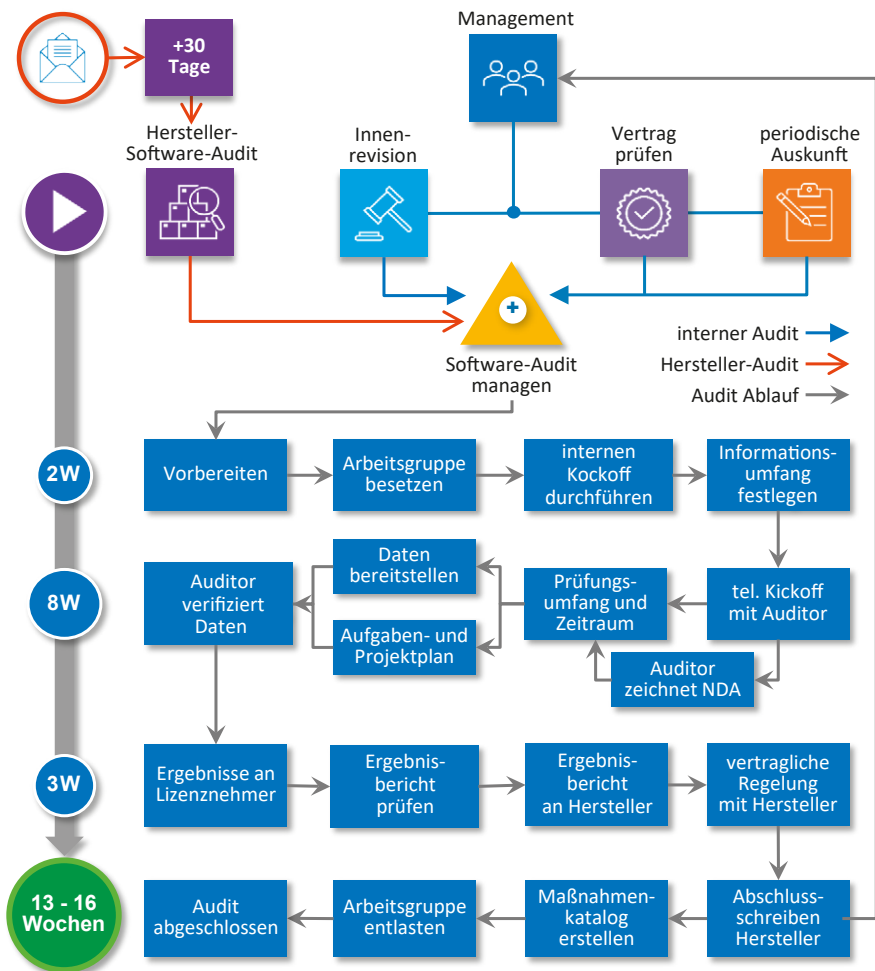 +30
Tage
Management
Hersteller-
Software-Audit
Innen-
revision
Vertrag
prüfen
periodische
Auskunft
Software-Audit
managen
interner Audit
Hersteller-Audit
Audit Ablauf
2W
Vorbereiten
Arbeitsgruppe
besetzen
internen
Kockoff
durchführen
Informations-
umfang
festlegen
8W
Auditor
verifiziert
Daten
Daten
bereitstellen
Aufgaben- und
Projektplan
Prüfungs-
umfang und
Zeitraum
tel. Kickoff
mit Auditor
Auditor
zeichnet NDA
3W
Ergebnisse an
Lizenznehmer
Ergebnis-
bericht
prüfen
Ergebnis-
bericht
an Hersteller
vertragliche
Regelung
mit Hersteller
13 - 16
Wochen
Audit
abgeschlossen
Arbeitsgruppe
entlasten
Maßnahmen-
katalog
erstellen
Abschluss-
schreiben
Hersteller